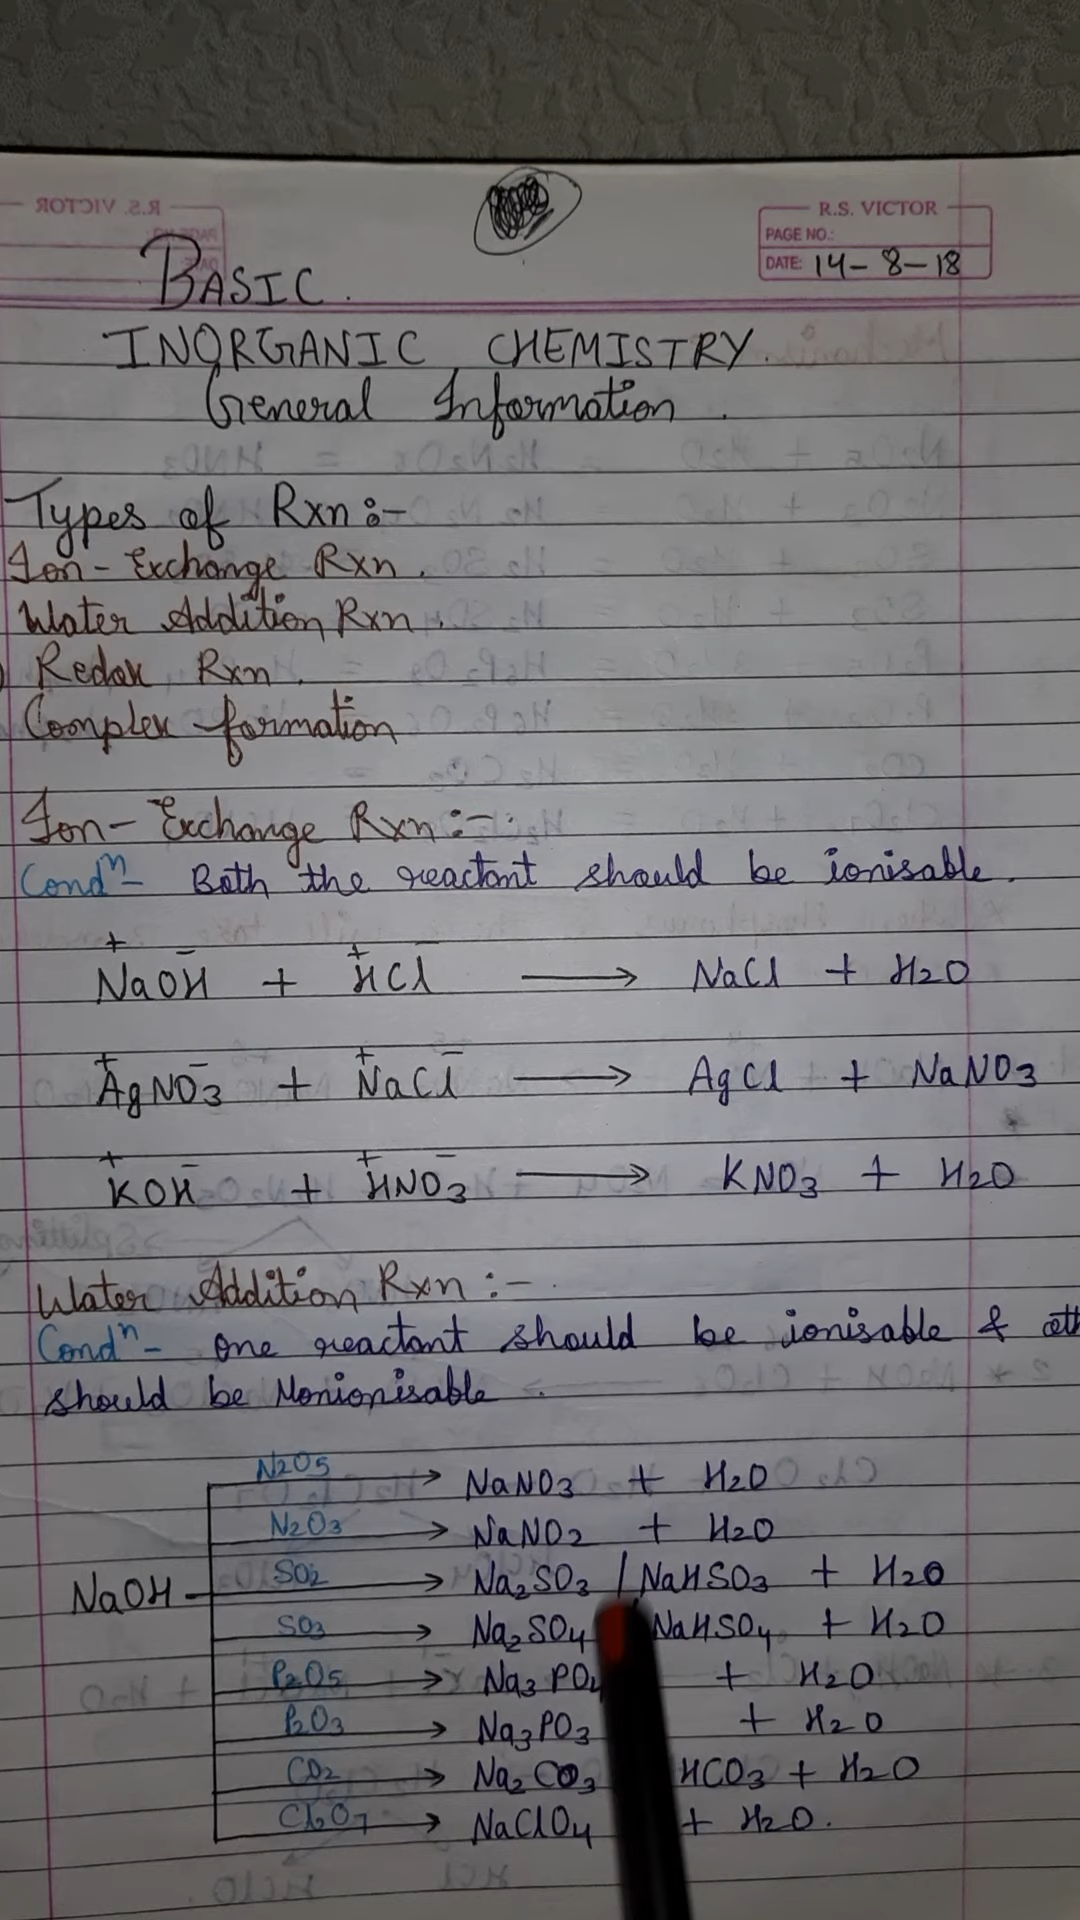 R.S. VICTOR
PAGE NO.:
DATE: 14-8-18
BASIC.
INORGANIC CHEMISTRY.
General Information.
Types of Rxn :-
Ion-Exchange Rxn.
Water Addition Rxn.
Redox Rxn.
Complex formation
Ion-Exchange Rxn :-
Condⁿ- Both the reactant should be ionisable.
+ - + -
NaOH + HCl ⟶ NaCl + H2O
+ - + -
AgNO3 + NaCl ⟶ AgCl + NaNO3
+ - + -
KOH + HNO3 ⟶ KNO3 + H2O
Water Addition Rxn :-
Condⁿ- One reactant should be ionisable &
should be Nonionisable.
N2O5 ⟶ NaNO3 + H2O
N2O3 ⟶ NaNO2 + H2O
NaOH SO2 ⟶ Na2SO3 / NaHSO3 + H2O
SO3 ⟶ Na2SO4 NaHSO4 + H2O
P2O5 ⟶ Na3PO4 + H2O
P2O3 ⟶ Na3PO3 + H2O
CO2 ⟶ Na2CO3 HCO3 + H2O
Cl2O7 ⟶ NaClO4 + H2O.